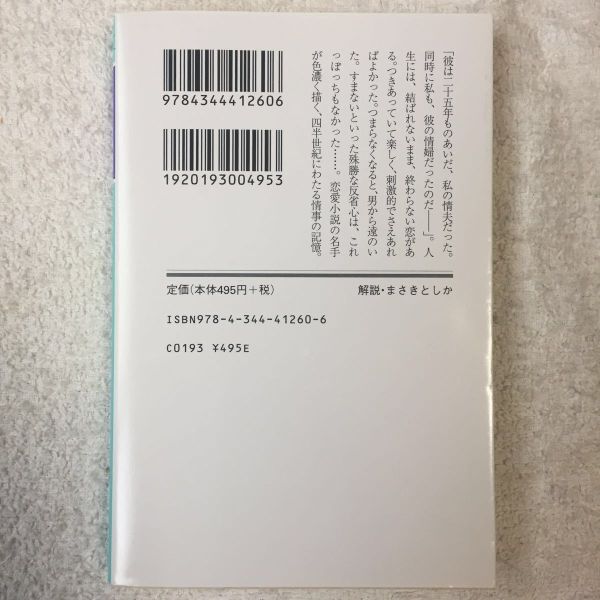 「彼は二十五年ものあいだ、私の情夫だった。
同時に私も、彼の情婦だったのだ――」。人
生には、結ばれないまま、終わらない恋があ
る。つきあっていて楽しく、刺激的でさえあれ
ばよかった。つまらなくなると、男から遠のい
た。すまないといった殊勝な反省心は、これ
っぽっちもなかった……。恋愛小説の名手
が色濃く描く、四半世紀にわたる情事の記憶。
9784344412606
1920193004953
定価(本体495円+税)
解説・まさきとしか
ISBN978-4-344-41260-6
C0193 ¥495E